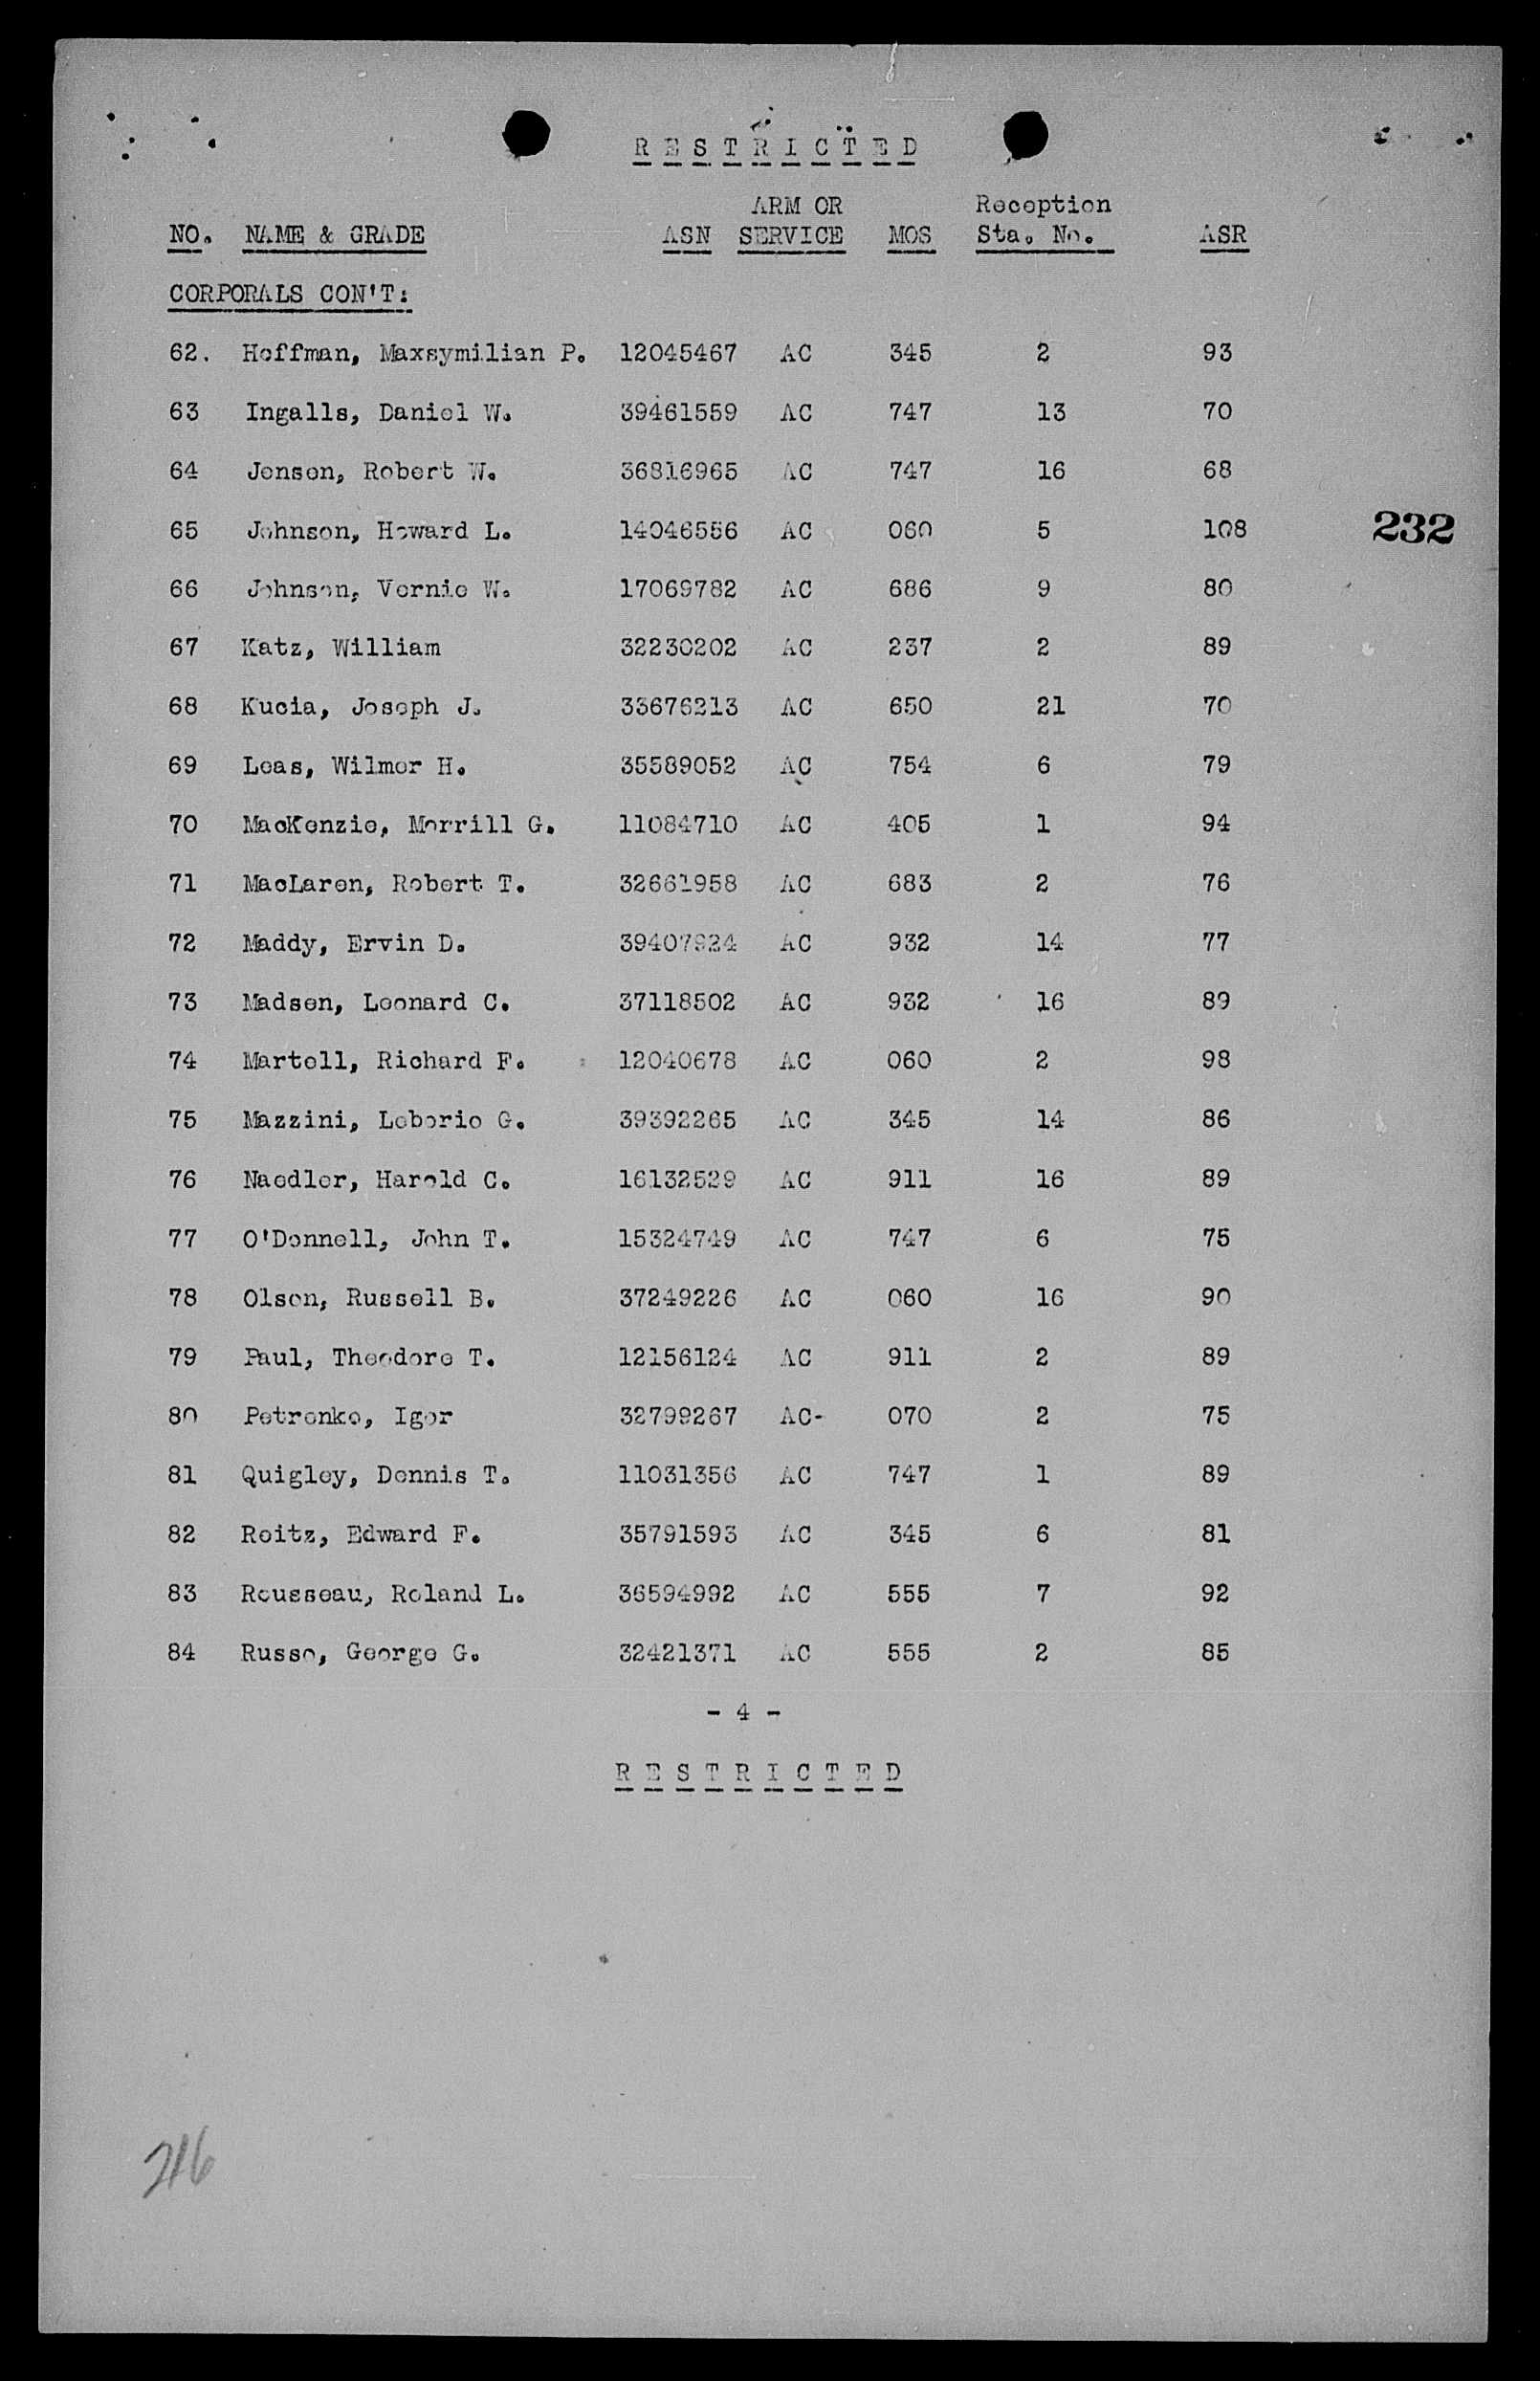 R E S T R I C T E D
ARM OR Reception
NO. NAME & GRADE ASN SERVICE MOS Sta. No. ASR
CORPORALS CON'T:
62. Hoffman, Maxsymilian P. 12045467 AC 345 2 93
63 Ingalls, Daniel W. 39461559 AC 747 13 70
64 Jensen, Robert W. 36816965 AC 747 16 68
65 Johnson, Howard L. 14046556 AC 060 5 108
232
66 Johnson, Vernie W. 17069782 AC 686 9 80
67 Katz, William 32230202 AC 237 2 89
68 Kucia, Joseph J. 33676213 AC 650 21 70
69 Leas, Wilmer H. 35589052 AC 754 6 79
70 MacKenzie, Merrill G. 11084710 AC 405 1 94
71 MacLaren, Robert T. 32661958 AC 683 2 76
72 Maddy, Ervin D. 39407924 AC 932 14 77
73 Madsen, Leonard C. 37118502 AC 932 16 89
74 Martell, Richard F. 12040678 AC 060 2 98
75 Mazzini, Leborio G. 39392265 AC 345 14 86
76 Naedler, Harold C. 16132529 AC 911 16 89
77 O'Donnell, John T. 15324749 AC 747 6 75
78 Olson, Russell B. 37249226 AC 060 16 90
79 Paul, Theodore T. 12156124 AC 911 2 89
80 Petrenko, Igor 32799267 AC- 070 2 75
81 Quigley, Dennis T. 11031356 AC 747 1 89
82 Reitz, Edward F. 35791593 AC 345 6 81
83 Rousseau, Roland L. 36594992 AC 555 7 92
84 Russo, George G. 32421371 AC 555 2 85
- 4 -
R E S T R I C T E D
216